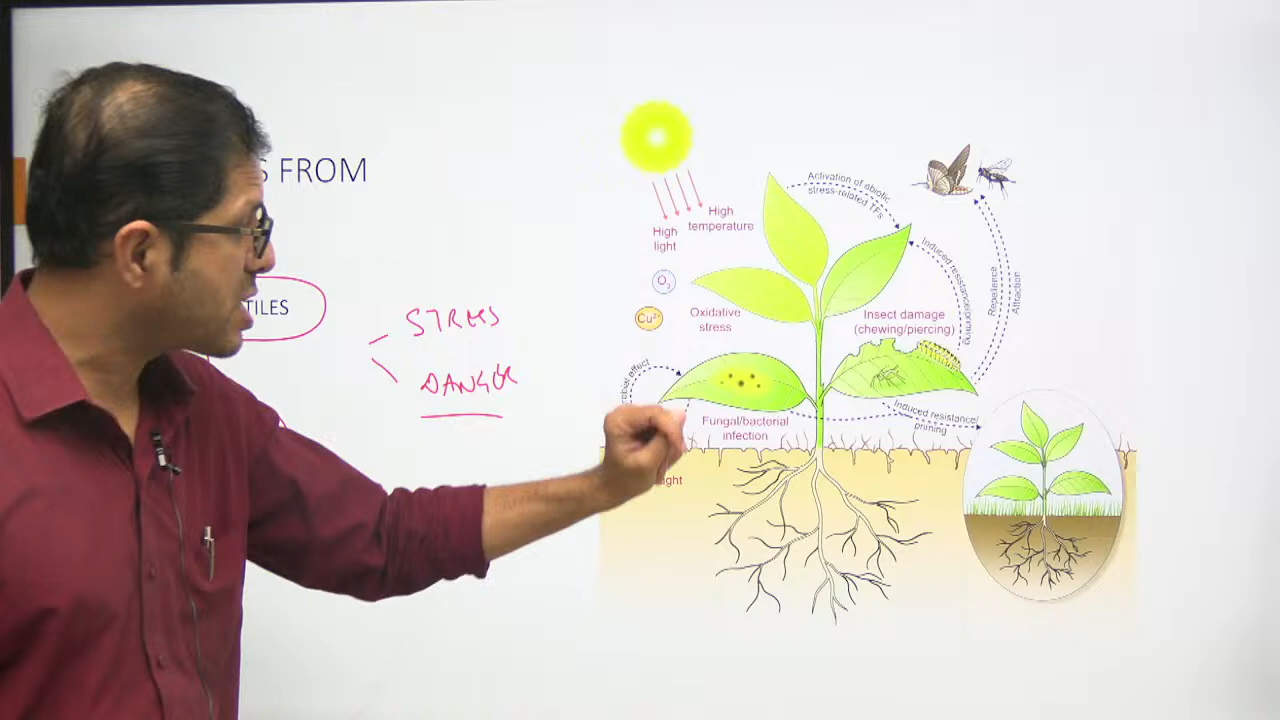 FROM
TILES
STRESS
DANGER
High
temperature
High
light
O3
Cu2+
Oxidative
stress
Activation of abiotic
stress-related TFs
Induced resistance/priming
Repellence
Attraction
Insect damage
(chewing/piercing)
effect
Fungal/bacterial
infection
Induced resistance/
priming